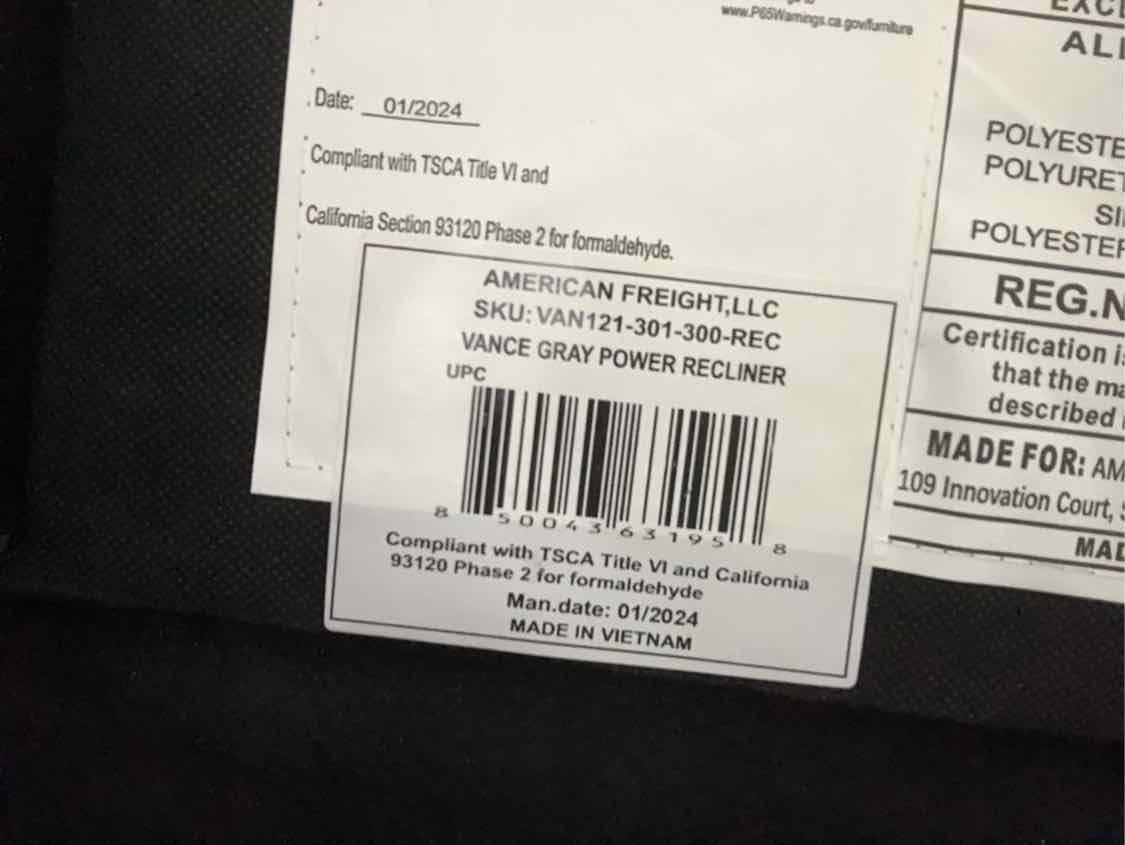 www.P65Warnings.ca.gov/furniture
Date: 01/2024
Compliant with TSCA Title VI and
California Section 93120 Phase 2 for formaldehyde.
AMERICAN FREIGHT,LLC
SKU: VAN121-301-300-REC
VANCE GRAY POWER RECLINER
UPC
8 50043 63195 8
Compliant with TSCA Title VI and California
93120 Phase 2 for formaldehyde
Man.date: 01/2024
MADE IN VIETNAM
REG.N
Certification
that the
described
MADE FOR: AM
109 Innovation Court,